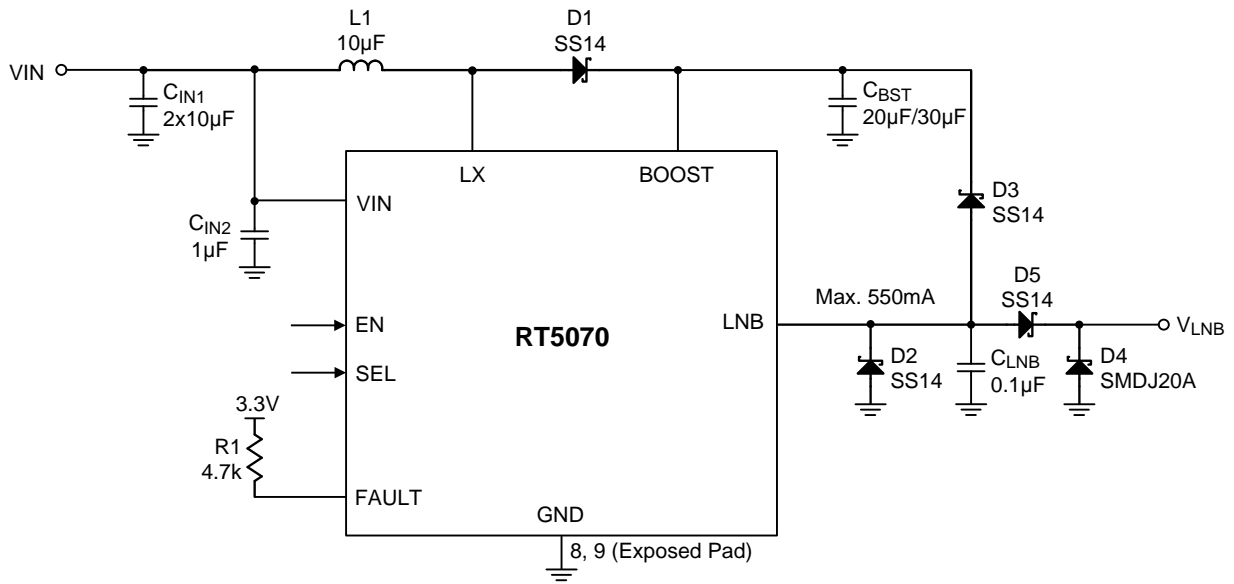 L1
10µF
D1
SS14
VIN
CIN1
2x10µF
CBST
20µF/30µF
LX
BOOST
VIN
CIN2
1µF
D3
SS14
Max. 550mA
D5
SS14
EN
LNB
VLNB
RT5070
SEL
D2
SS14
CLNB
0.1µF
D4
SMDJ20A
3.3V
R1
4.7k
FAULT
GND
8, 9 (Exposed Pad)